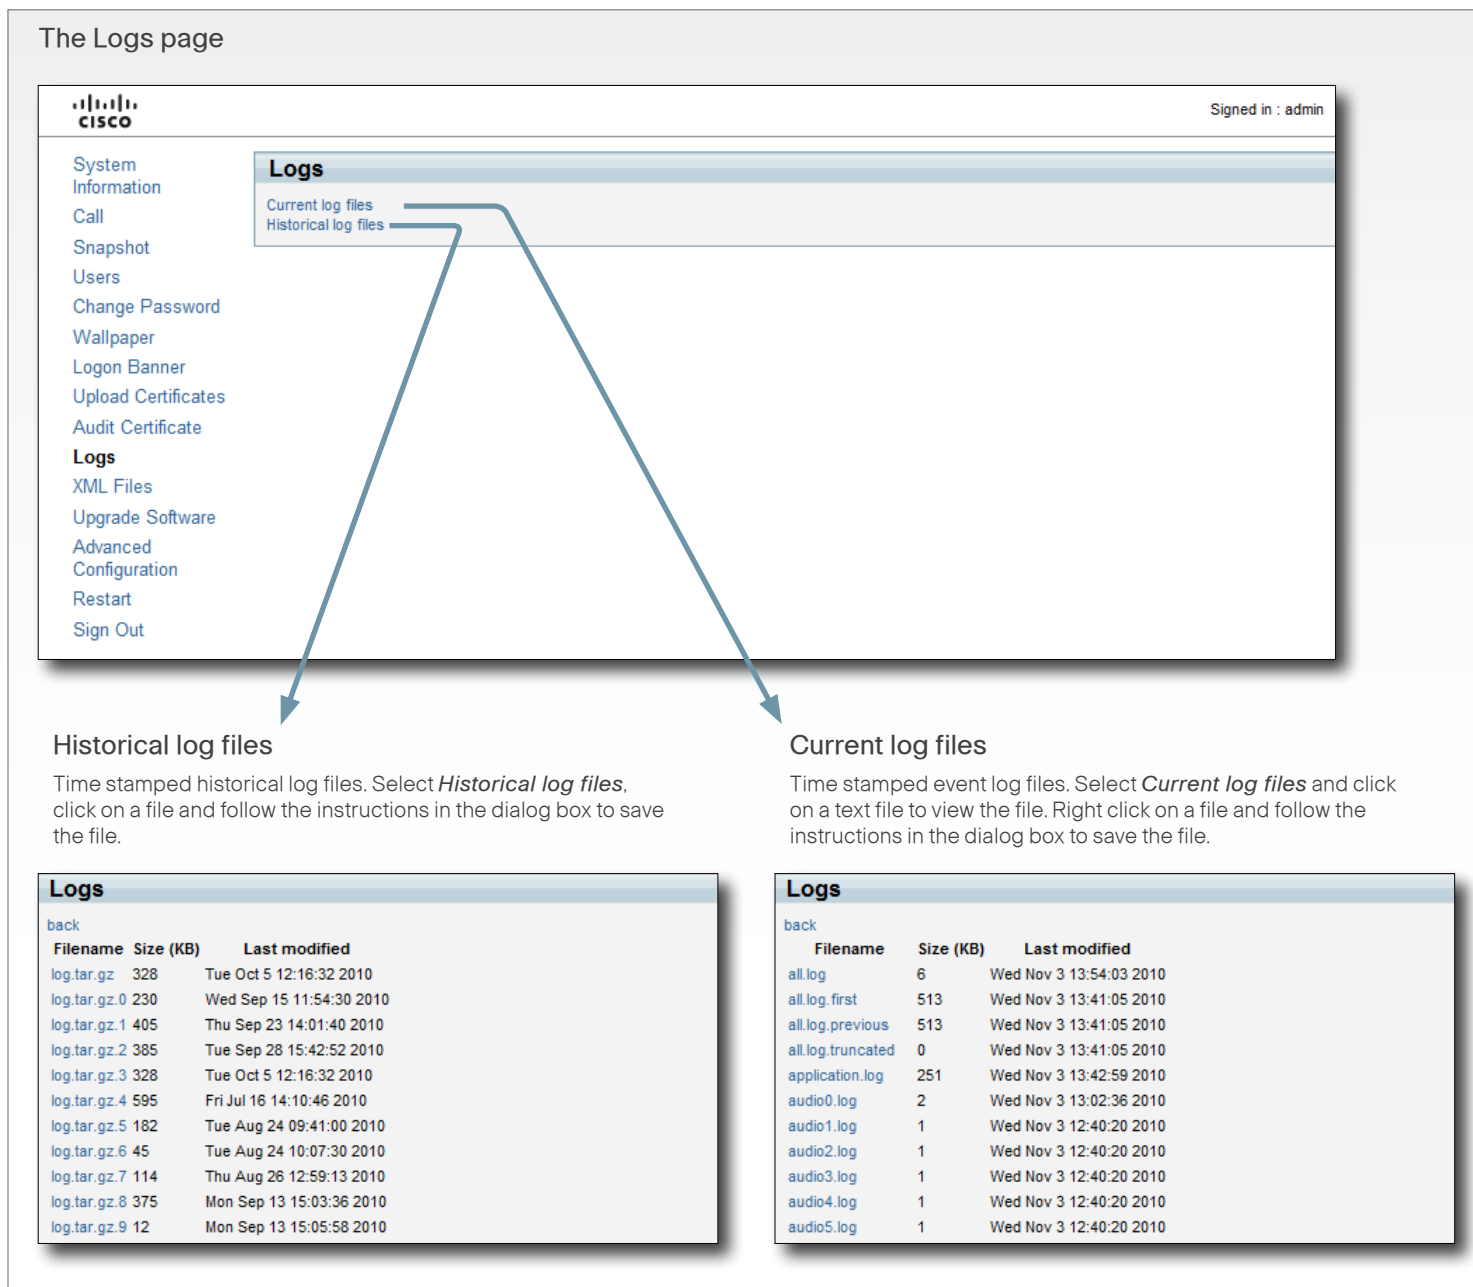 The Logs page
CISCO
Signed in : admin
System
Information
Call
Snapshot
Users
Change Password
Wallpaper
Logon Banner
Upload Certificates
Audit Certificate
Logs
XML Files
Upgrade Software
Advanced
Configuration
Restart
Sign Out
Logs
Current log files
Historical log files
Historical log files
Time stamped historical log files. Select Historical log files,
click on a file and follow the instructions in the dialog box to save
the file.
Logs
back
Filename Size (KB) Last modified
log.tar.gz 328 Tue Oct 5 12:16:32 2010
log.tar.gz.0 230 Wed Sep 15 11:54:30 2010
log.tar.gz.1 405 Thu Sep 23 14:01:40 2010
log.tar.gz.2 385 Tue Sep 28 15:42:52 2010
log.tar.gz.3 328 Tue Oct 5 12:16:32 2010
log.tar.gz.4 595 Fri Jul 16 14:10:46 2010
log.tar.gz.5 182 Tue Aug 24 09:41:00 2010
log.tar.gz.6 45 Tue Aug 24 10:07:30 2010
log.tar.gz.7 114 Thu Aug 26 12:59:13 2010
log.tar.gz.8 375 Mon Sep 13 15:03:36 2010
log.tar.gz.9 12 Mon Sep 13 15:05:58 2010
Current log files
Time stamped event log files. Select Current log files and click
on a text file to view the file. Right click on a file and follow the
instructions in the dialog box to save the file.
Logs
back
Filename Size (KB) Last modified
all.log 6 Wed Nov 3 13:54:03 2010
all.log.first 513 Wed Nov 3 13:41:05 2010
all.log.previous 513 Wed Nov 3 13:41:05 2010
all.log.truncated 0 Wed Nov 3 13:41:05 2010
application.log 251 Wed Nov 3 13:42:59 2010
audio0.log 2 Wed Nov 3 13:02:36 2010
audio1.log 1 Wed Nov 3 12:40:20 2010
audio2.log 1 Wed Nov 3 12:40:20 2010
audio3.log 1 Wed Nov 3 12:40:20 2010
audio4.log 1 Wed Nov 3 12:40:20 2010
audio5.log 1 Wed Nov 3 12:40:20 2010